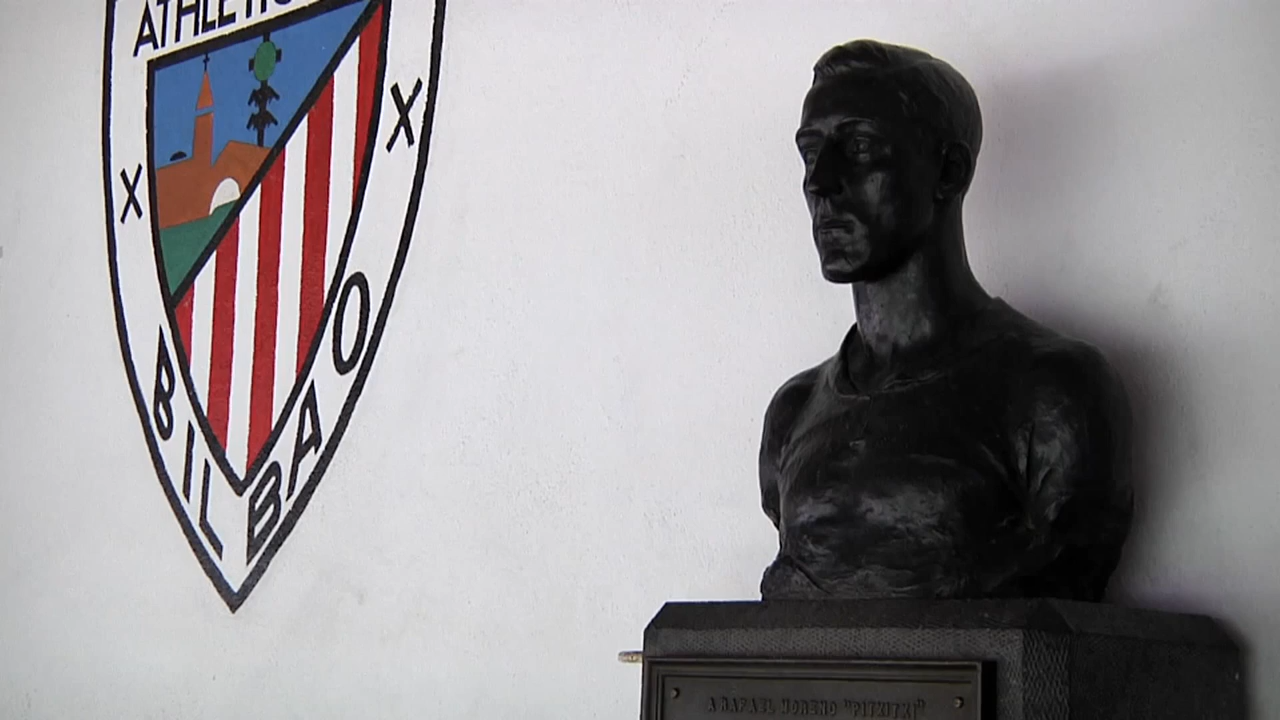 ATHLETIC
X X
BILBAO
A RAFAEL MORENO "PITXITXI"